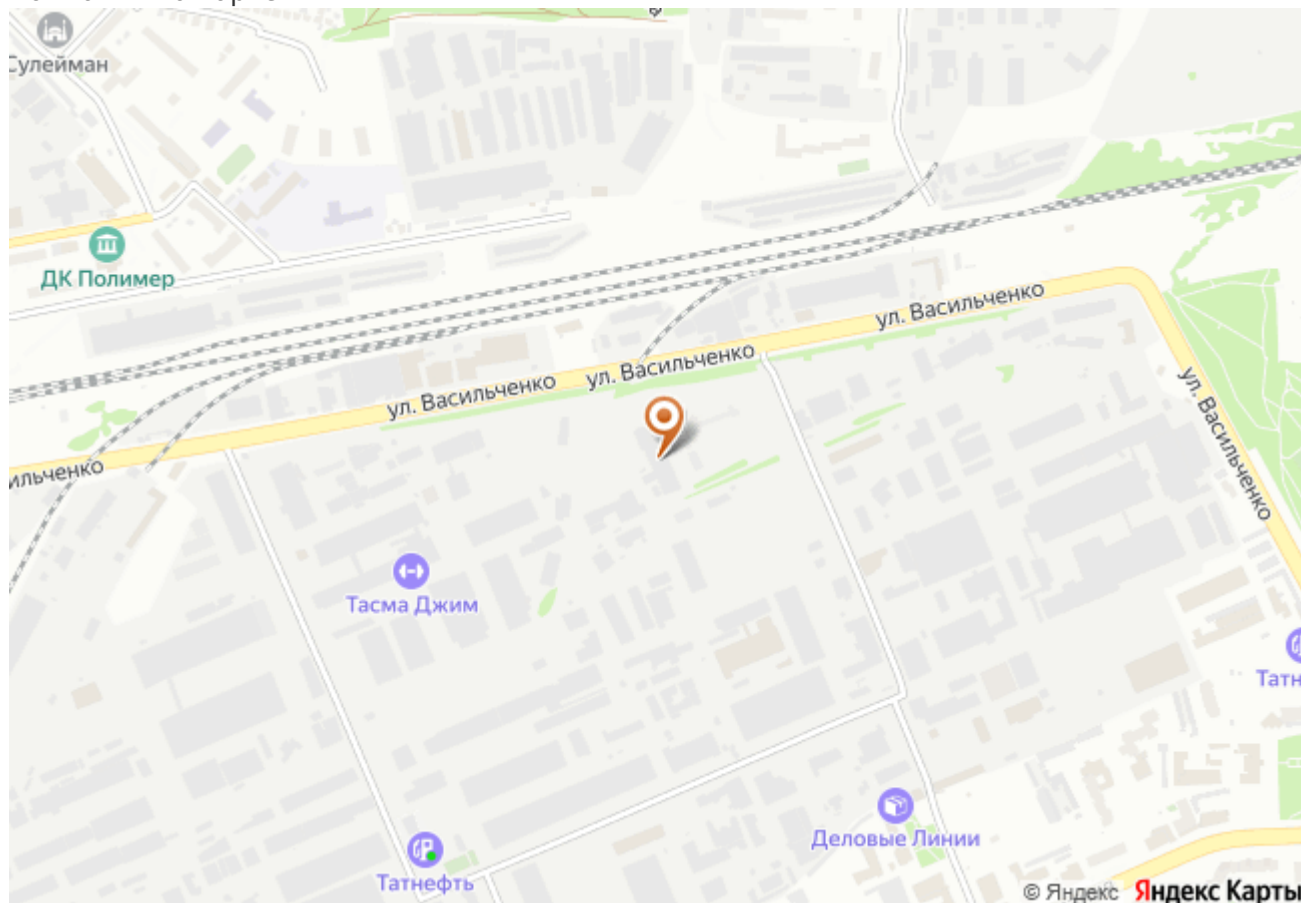 Сулейман
ДК Полимер
ул. Васильченко
ул. Васильченко
ул. Васильченко
ул. Васильченко
ильченко
Тасма Джим
Татн
Деловые Линии
Татнефть
© Яндекс Яндекс Карты